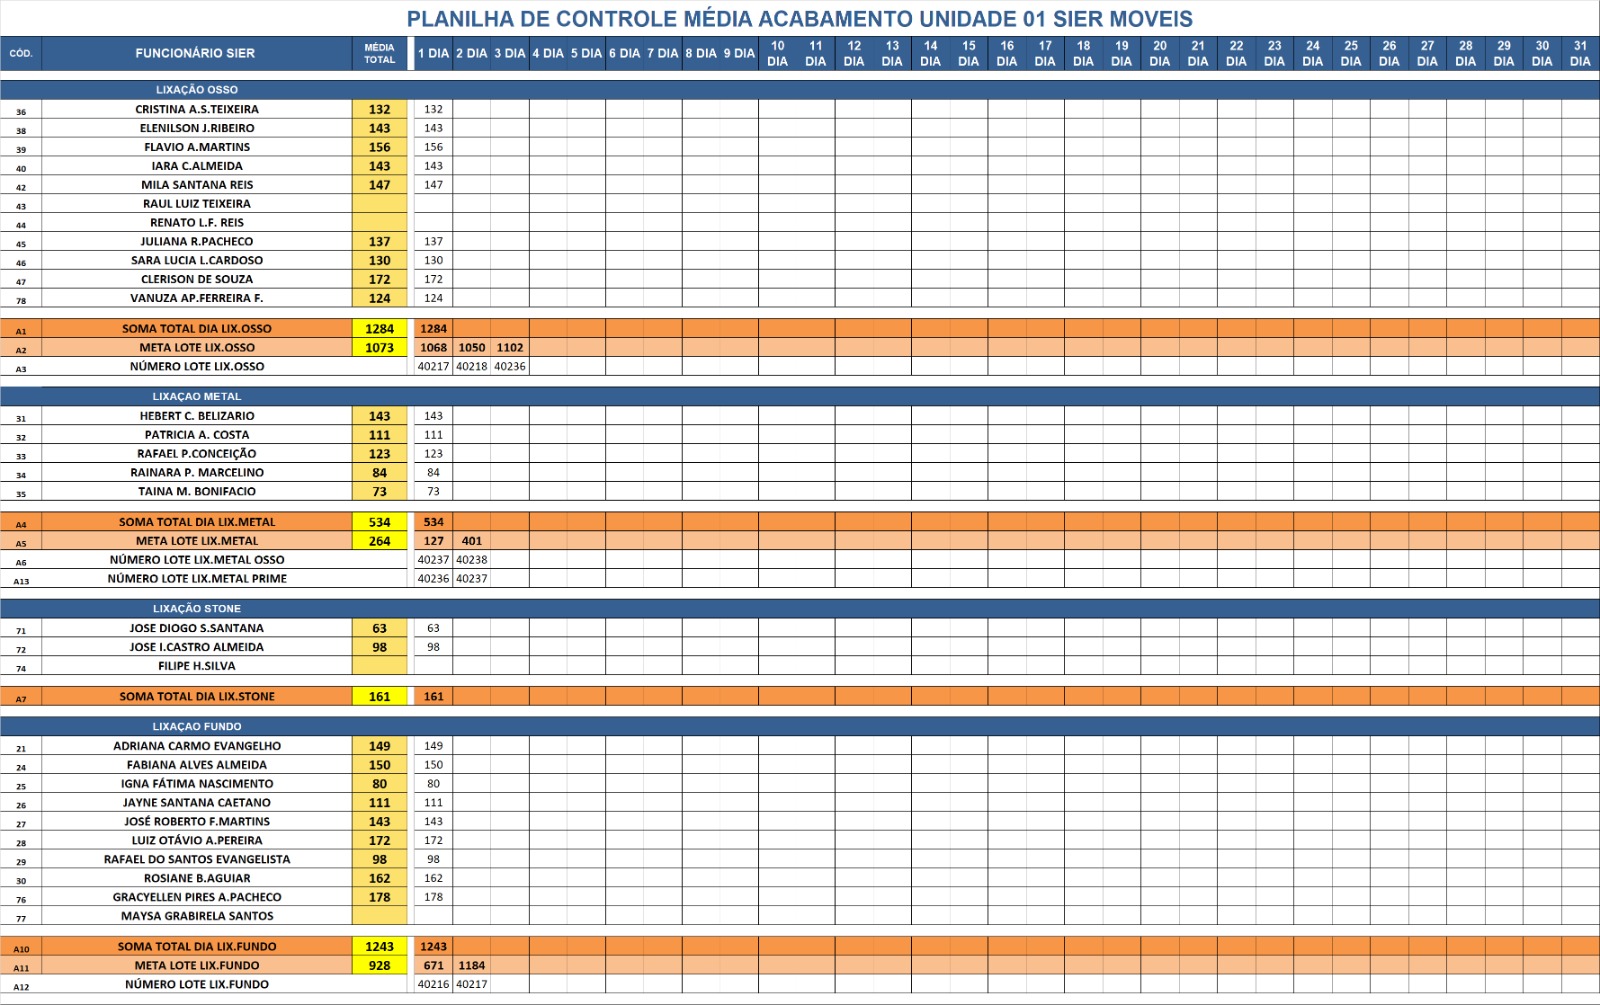 PLANILHA DE CONTROLE MÉDIA ACABAMENTO UNIDADE 01 SIER MOVEIS
CÓD. FUNCIONÁRIO SIER MÉDIA TOTAL 1 DIA 2 DIA 3 DIA 4 DIA 5 DIA 6 DIA 7 DIA 8 DIA 9 DIA 10 DIA 11 DIA 12 DIA 13 DIA 14 DIA 15 DIA 16 DIA 17 DIA 18 DIA 19 DIA 20 DIA 21 DIA 22 DIA 23 DIA 24 DIA 25 DIA 26 DIA 27 DIA 28 DIA 29 DIA 30 DIA 31 DIA
LIXAÇÃO OSSO
36 CRISTINA A.S.TEIXEIRA 132 132
38 ELENILSON J.RIBEIRO 143 143
39 FLAVIO A.MARTINS 156 156
40 IARA C.ALMEIDA 143 143
42 MILA SANTANA REIS 147 147
43 RAUL LUIZ TEIXEIRA
44 RENATO L.F. REIS
45 JULIANA R.PACHECO 137 137
46 SARA LUCIA L.CARDOSO 130 130
47 CLERISON DE SOUZA 172 172
78 VANUZA AP.FERREIRA F. 124 124
A1 SOMA TOTAL DIA LIX.OSSO 1284 1284
A2 META LOTE LIX.OSSO 1073 1068 1050 1102
A3 NÚMERO LOTE LIX.OSSO 40217 40218 40236
LIXAÇAO METAL
31 HEBERT C. BELIZARIO 143 143
32 PATRICIA A. COSTA 111 111
33 RAFAEL P.CONCEIÇÃO 123 123
34 RAINARA P. MARCELINO 84 84
35 TAINA M. BONIFACIO 73 73
A4 SOMA TOTAL DIA LIX.METAL 534 534
A5 META LOTE LIX.METAL 264 127 401
A6 NÚMERO LOTE LIX.METAL OSSO 40237 40238
A13 NÚMERO LOTE LIX.METAL PRIME 40236 40237
LIXAÇÃO STONE
71 JOSE DIOGO S.SANTANA 63 63
72 JOSE I.CASTRO ALMEIDA 98 98
74 FILIPE H.SILVA
A7 SOMA TOTAL DIA LIX.STONE 161 161
LIXAÇAO FUNDO
21 ADRIANA CARMO EVANGELHO 149 149
24 FABIANA ALVES ALMEIDA 150 150
25 IGNA FÁTIMA NASCIMENTO 80 80
26 JAYNE SANTANA CAETANO 111 111
27 JOSÉ ROBERTO F.MARTINS 143 143
28 LUIZ OTÁVIO A.PEREIRA 172 172
29 RAFAEL DO SANTOS EVANGELISTA 98 98
30 ROSIANE B.AGUIAR 162 162
76 GRACYELLEN PIRES A.PACHECO 178 178
77 MAYSA GRABIRELA SANTOS
A10 SOMA TOTAL DIA LIX.FUNDO 1243 1243
A11 META LOTE LIX.FUNDO 928 671 1184
A12 NÚMERO LOTE LIX.FUNDO 40216 40217